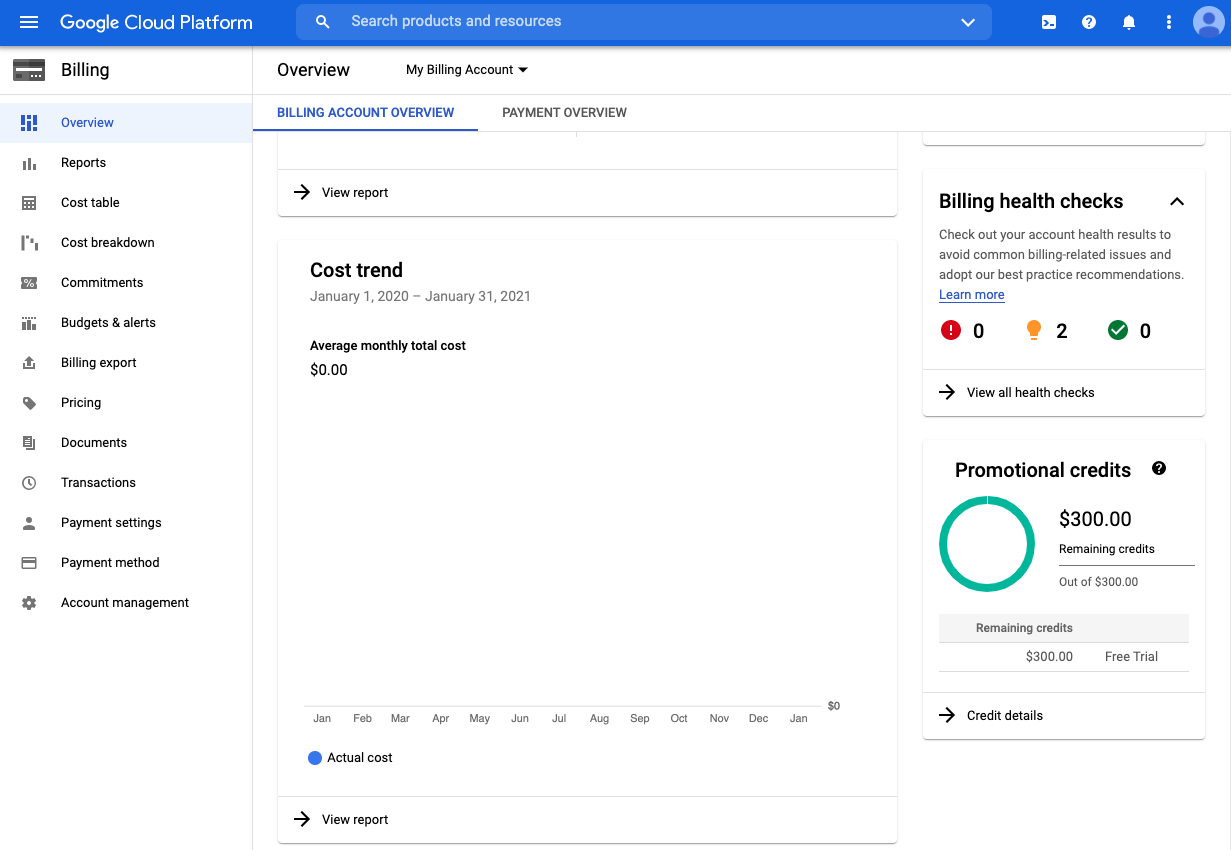 Google Cloud Platform
Search products and resources
Billing
Overview
My Billing Account
BILLING ACCOUNT OVERVIEW
PAYMENT OVERVIEW
Overview
Reports
Cost table
Cost breakdown
Commitments
Budgets & alerts
Billing export
Pricing
Documents
Transactions
Payment settings
Payment method
Account management
View report
Cost trend
January 1, 2020 – January 31, 2021
Average monthly total cost
$0.00
$0
Jan Feb Mar Apr May Jun Jul Aug Sep Oct Nov Dec Jan
Actual cost
View report
Billing health checks
Check out your account health results to
avoid common billing-related issues and
adopt our best practice recommendations.
Learn more
0 2 0
View all health checks
Promotional credits
$300.00
Remaining credits
Out of $300.00
Remaining credits
$300.00 Free Trial
Credit details